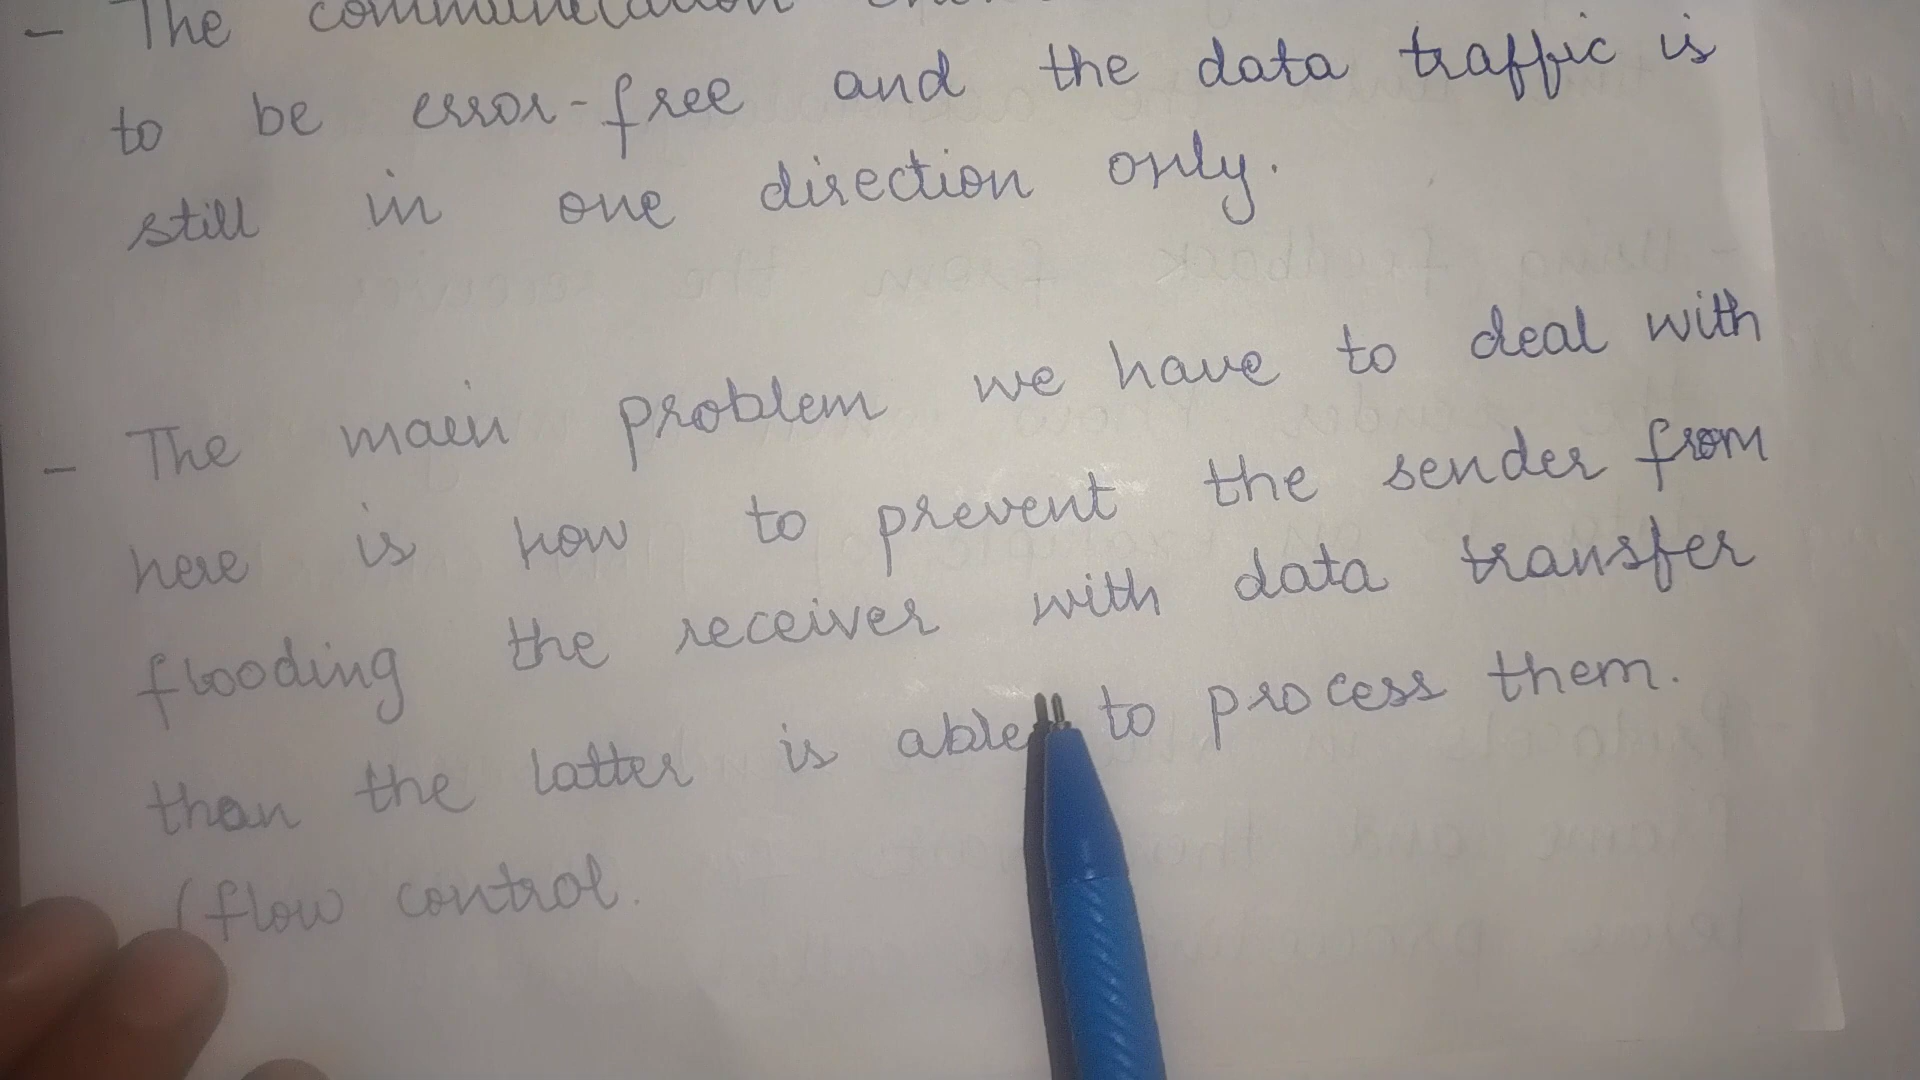 - The communication
to be error-free and the data traffic is
still in one direction only.
- The main problem we have to deal with
here is how to prevent the sender from
flooding the receiver with data transfer
than the latter is able to process them.
(flow control.